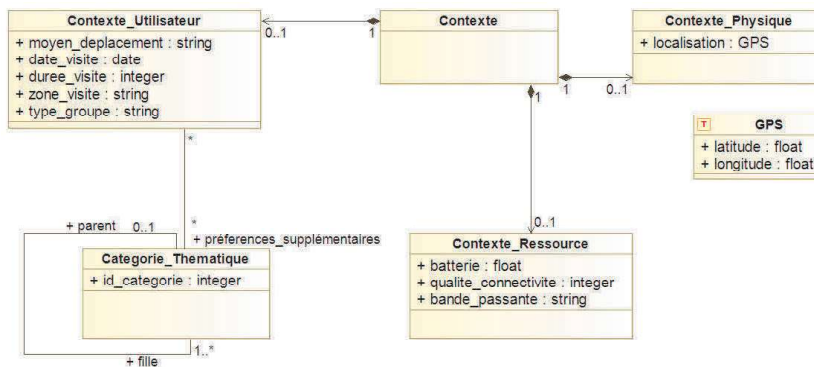 Contexte_Utilisateur
+ moyen_deplacement : string
+ date_visite : date
+ duree_visite : integer
+ zone_visite : string
+ type_groupe : string
0..1
1
Contexte
Contexte_Physique
+ localisation : GPS
1
0..1
1
T
GPS
+ latitude : float
+ longitude : float
*
*
+ préferences_supplémentaires
+ parent
0..1
Categorie_Thematique
+ id_categorie : integer
1..*
+ fille
0..1
Contexte_Ressource
+ batterie : float
+ qualite_connectivite : integer
+ bande_passante : string